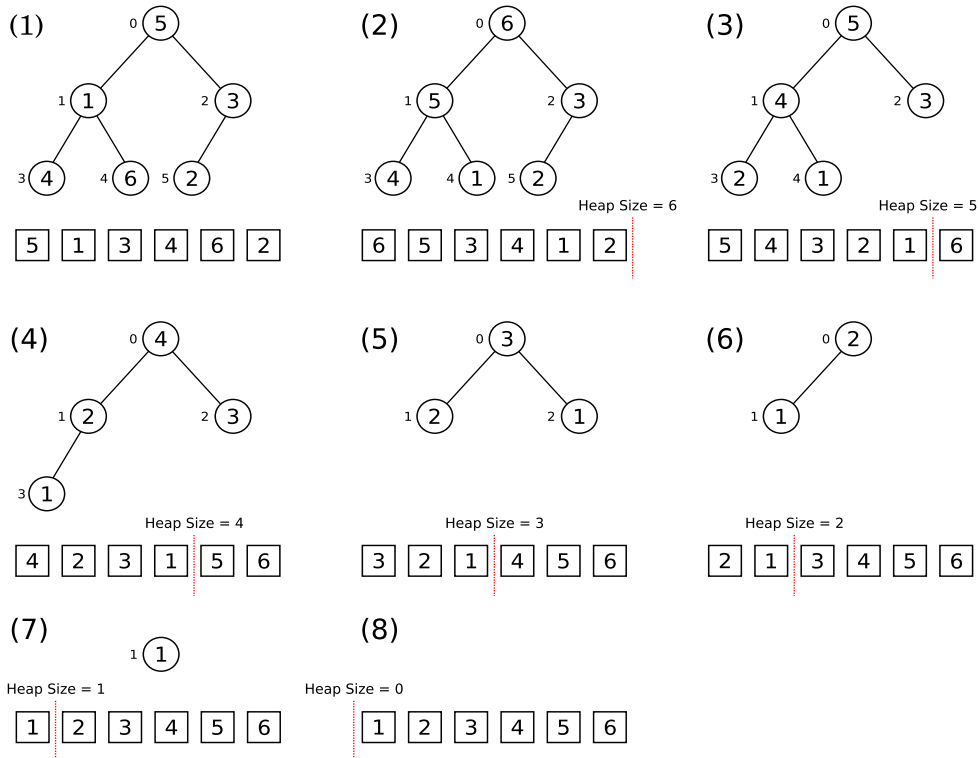 (1) (2) (3)
0 5 0 6 0 5
1 1 2 3 1 5 2 3 1 4 2 3
3 4 4 6 5 2 3 4 4 1 5 2 3 2 4 1
Heap Size = 6 Heap Size = 5
5 1 3 4 6 2 6 5 3 4 1 2 5 4 3 2 1 6
(4) (5) (6)
0 4 0 3 0 2
1 2 2 3 1 2 2 1 1 1
3 1
Heap Size = 4 Heap Size = 3 Heap Size = 2
4 2 3 1 5 6 3 2 1 4 5 6 2 1 3 4 5 6
(7) (8)
1 1
Heap Size = 1 Heap Size = 0
1 2 3 4 5 6 1 2 3 4 5 6